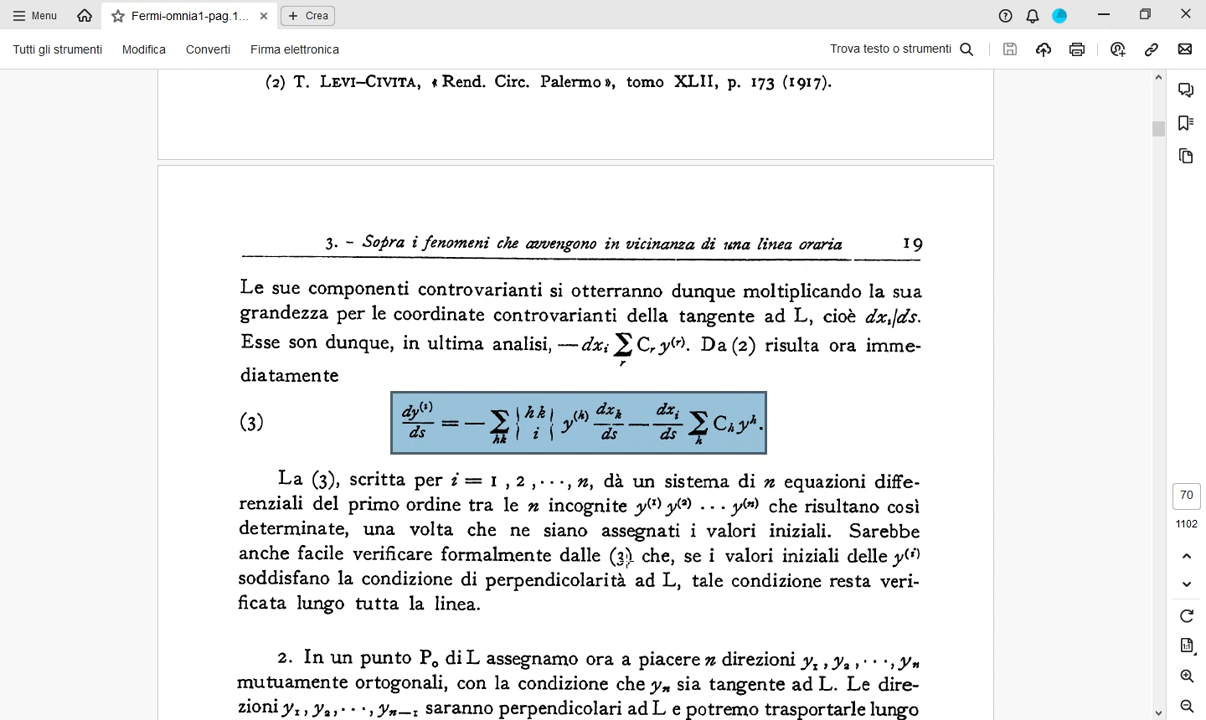 Menu
Fermi-omnia1-pag.1...
Crea
Tutti gli strumenti Modifica Converti Firma elettronica
Trova testo o strumenti
(2) T. LEVI–CIVITA, « Rend. Circ. Palermo », tomo XLII, p. 173 (1917).
3. – Sopra i fenomeni che avvengono in vicinanza di una linea oraria 19
Le sue componenti controvarianti si otterranno dunque moltiplicando la sua
grandezza per le coordinate controvarianti della tangente ad L, cioè dxᵢ/ds.
Esse son dunque, in ultima analisi, — dxᵢ ∑ᵣ Cᵣ y⁽ʳ⁾. Da (2) risulta ora imme-
diatamente
(3) dy⁽ⁱ⁾/ds = — ∑ₕₖ {h k / i} y⁽ʰ⁾ dxₖ/ds — dxᵢ/ds ∑ₕ Cₕ yʰ.
La (3), scritta per i = 1 , 2 , · · · , n, dà un sistema di n equazioni diffe-
renziali del primo ordine tra le n incognite y⁽¹⁾ y⁽²⁾ · · · y⁽ⁿ⁾ che risultano così
determinate, una volta che ne siano assegnati i valori iniziali. Sarebbe
anche facile verificare formalmente dalle (3) che, se i valori iniziali delle y⁽ⁱ⁾
soddisfano la condizione di perpendicolarità ad L, tale condizione resta veri-
ficata lungo tutta la linea.
2. In un punto P₀ di L assegnamo ora a piacere n direzioni y₁ , y₂ , · · · , yₙ
mutuamente ortogonali, con la condizione che yₙ sia tangente ad L. Le dire-
zioni y₁ , y₂ , · · · , yₙ₋₁ saranno perpendicolari ad L e potremo trasportarle lungo
70
1102